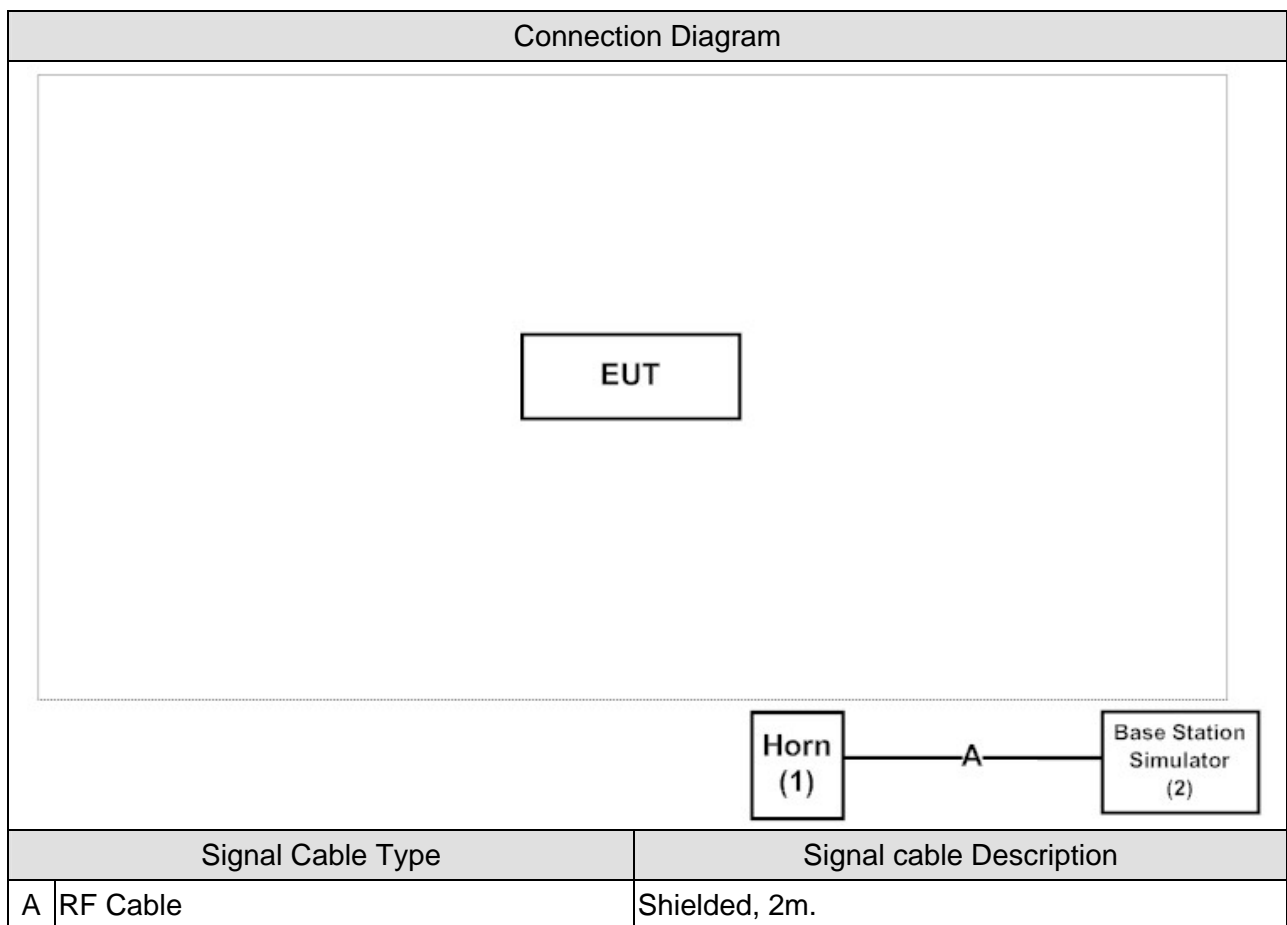 Connection Diagram
EUT
Horn
(1)
A
Base Station
Simulator
(2)
Signal Cable Type
Signal cable Description
A
RF Cable
Shielded, 2m.